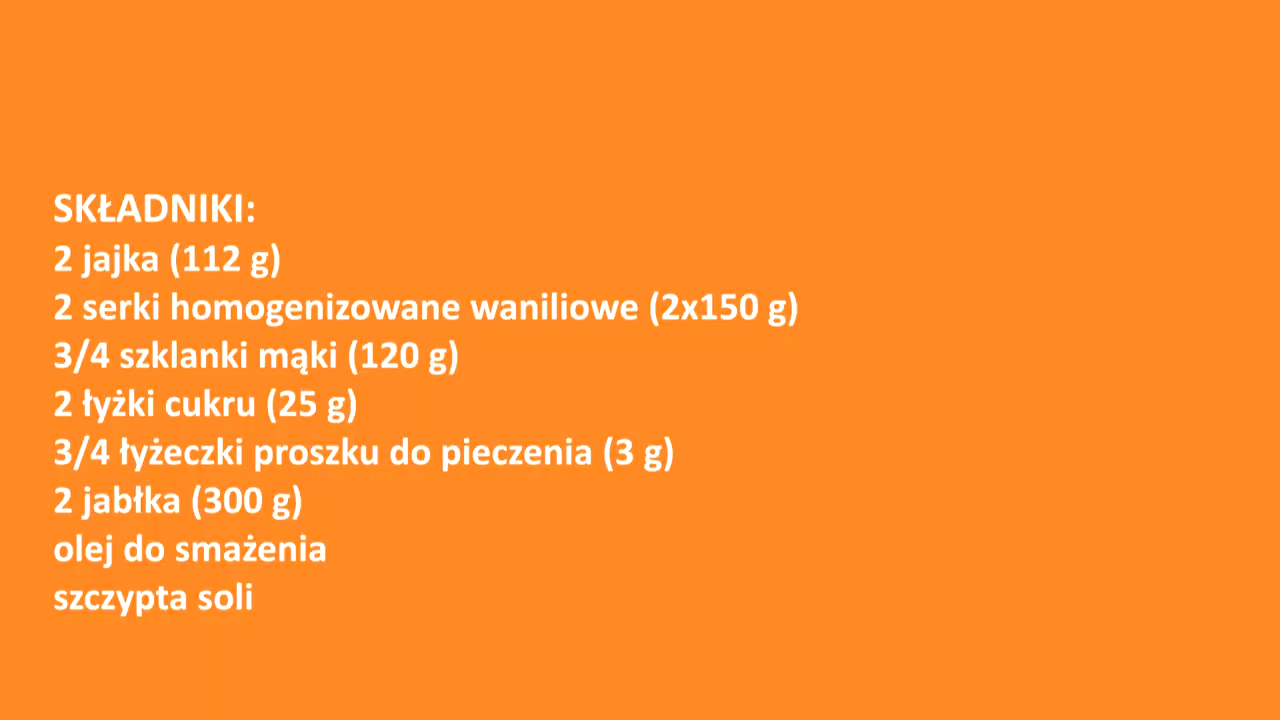 SKŁADNIKI:
2 jajka (112 g)
2 serki homogenizowane waniliowe (2x150 g)
3/4 szklanki mąki (120 g)
2 łyżki cukru (25 g)
3/4 łyżeczki proszku do pieczenia (3 g)
2 jabłka (300 g)
olej do smażenia
szczypta soli